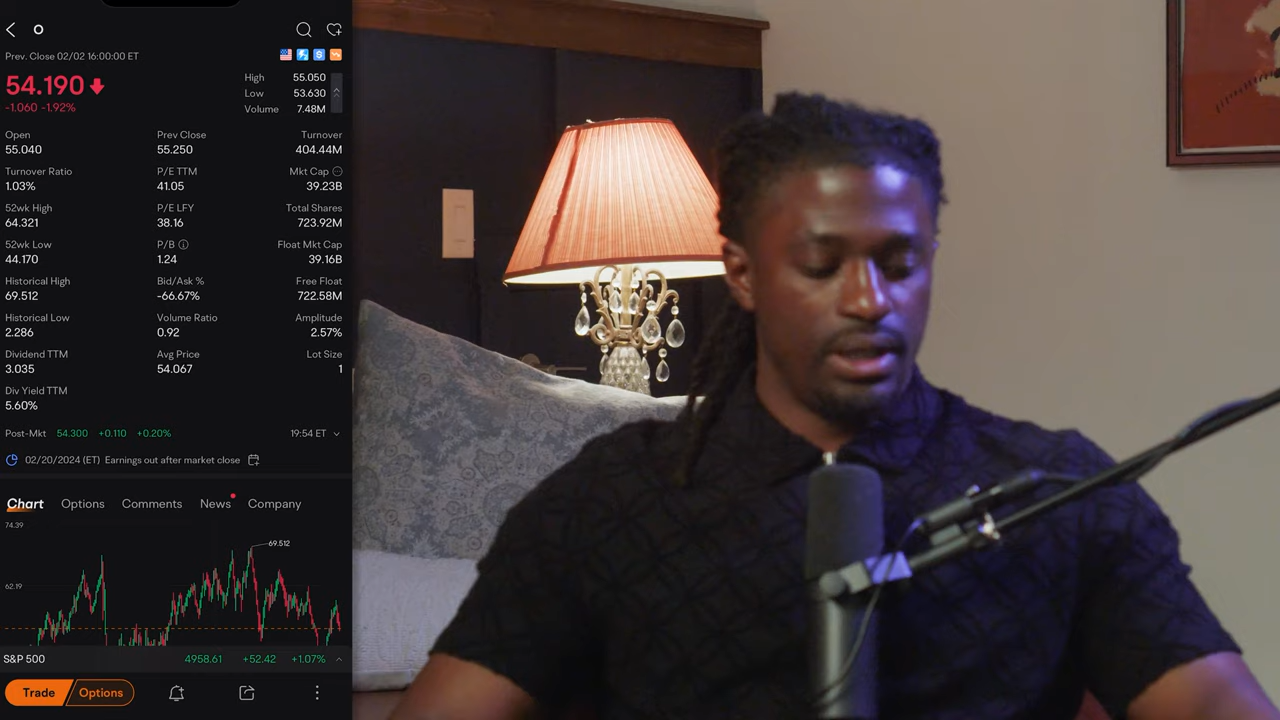 O
Prev. Close 02/02 16:00:00 ET
54.190
-1.060 -1.92%
High 55.050
Low 53.630
Volume 7.48M
Open Prev Close Turnover
55.040 55.250 404.44M
Turnover Ratio P/E TTM Mkt Cap
1.03% 41.05 39.23B
52wk High P/E LFY Total Shares
64.321 38.16 723.92M
52wk Low P/B Float Mkt Cap
44.170 1.24 39.16B
Historical High Bid/Ask % Free Float
69.512 -66.67% 722.58M
Historical Low Volume Ratio Amplitude
2.286 0.92 2.57%
Dividend TTM Avg Price Lot Size
3.035 54.067 1
Div Yield TTM
5.60%
Post-Mkt 54.300 +0.110 +0.20% 19:54 ET
02/20/2024 (ET) Earnings out after market close
Chart Options Comments News Company
74.39
69.512
62.19
S&P 500 4958.61 +52.42 +1.07%
Trade Options